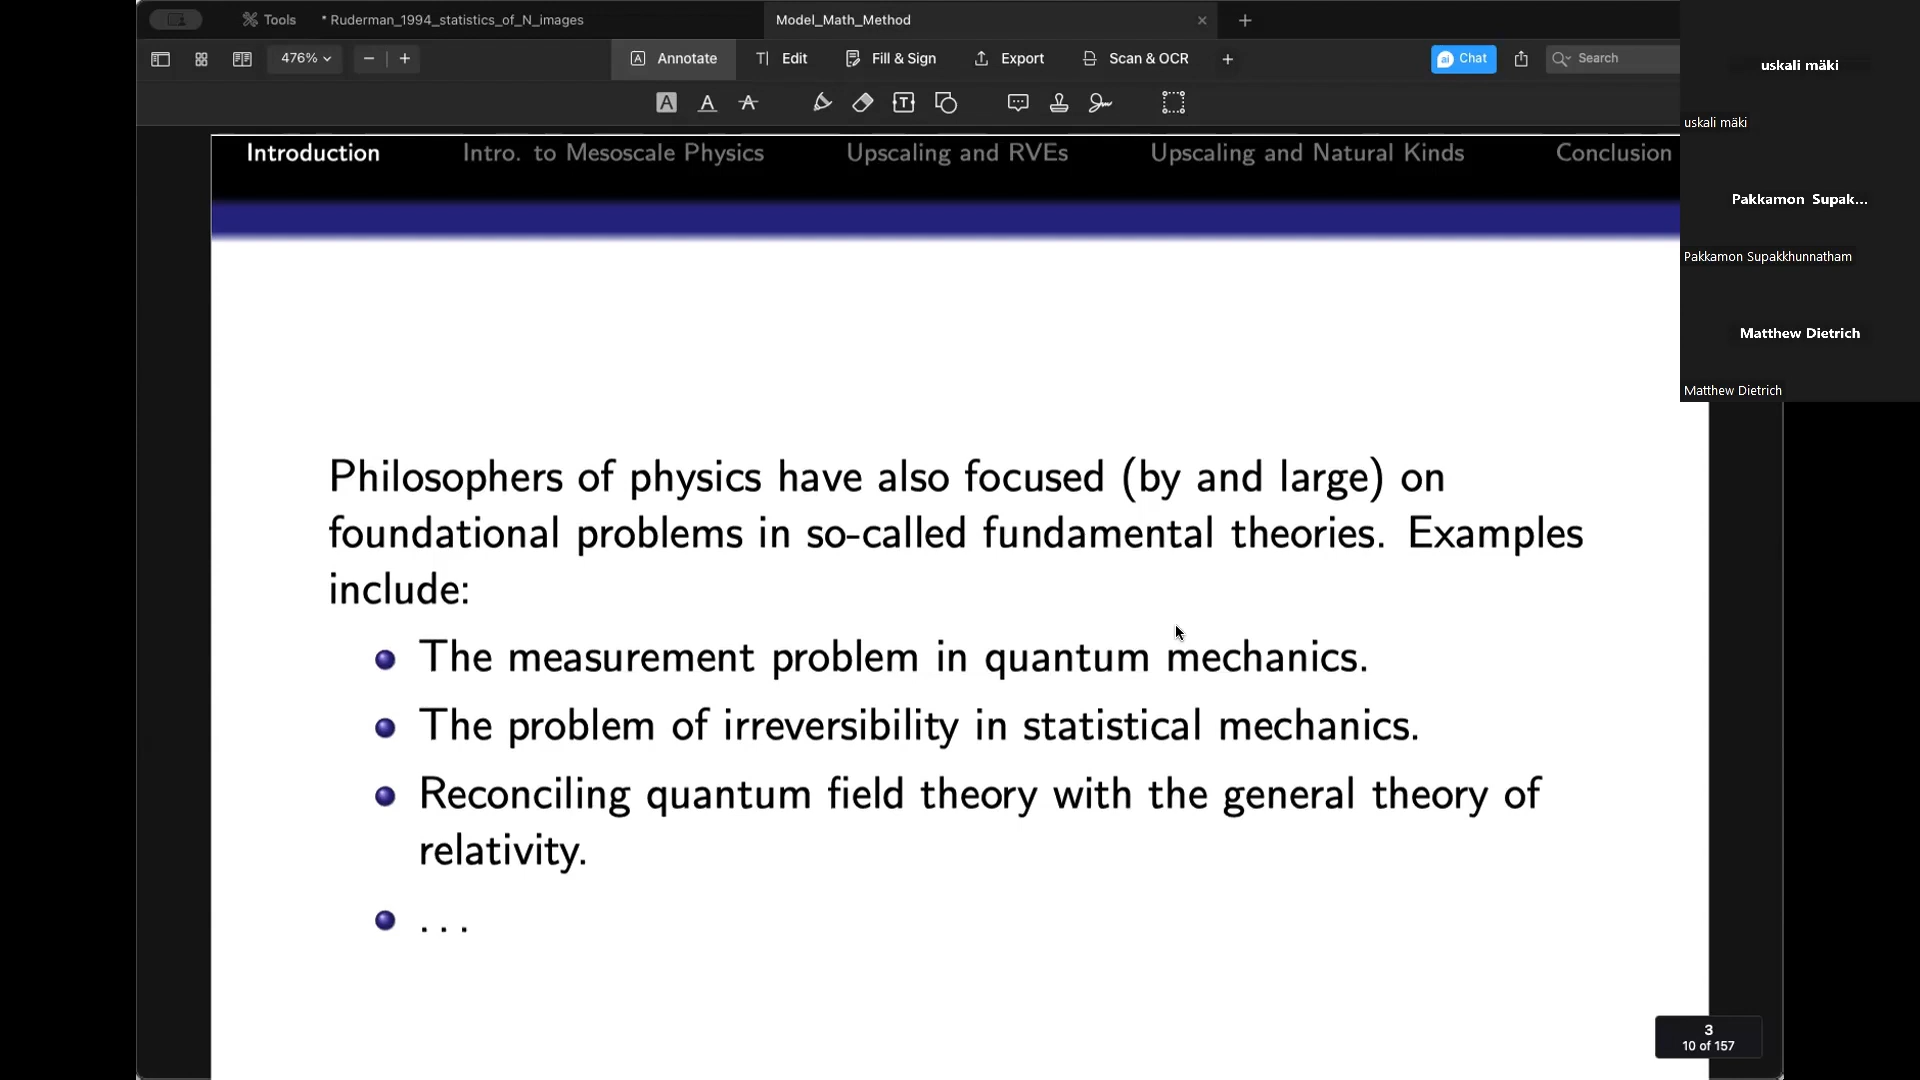 Tools
* Ruderman_1994_statistics_of_N_images
Model_Math_Method
476%
Annotate
Edit
Fill & Sign
Export
Scan & OCR
ai Chat
Search
Introduction
Intro. to Mesoscale Physics
Upscaling and RVEs
Upscaling and Natural Kinds
Conclusion
Philosophers of physics have also focused (by and large) on
foundational problems in so-called fundamental theories. Examples
include:
The measurement problem in quantum mechanics.
The problem of irreversibility in statistical mechanics.
Reconciling quantum field theory with the general theory of
relativity.
...
3
10 of 157
uskali mäki
uskali mäki
Pakkamon Supak...
Pakkamon Supakkhunnatham
Matthew Dietrich
Matthew Dietrich